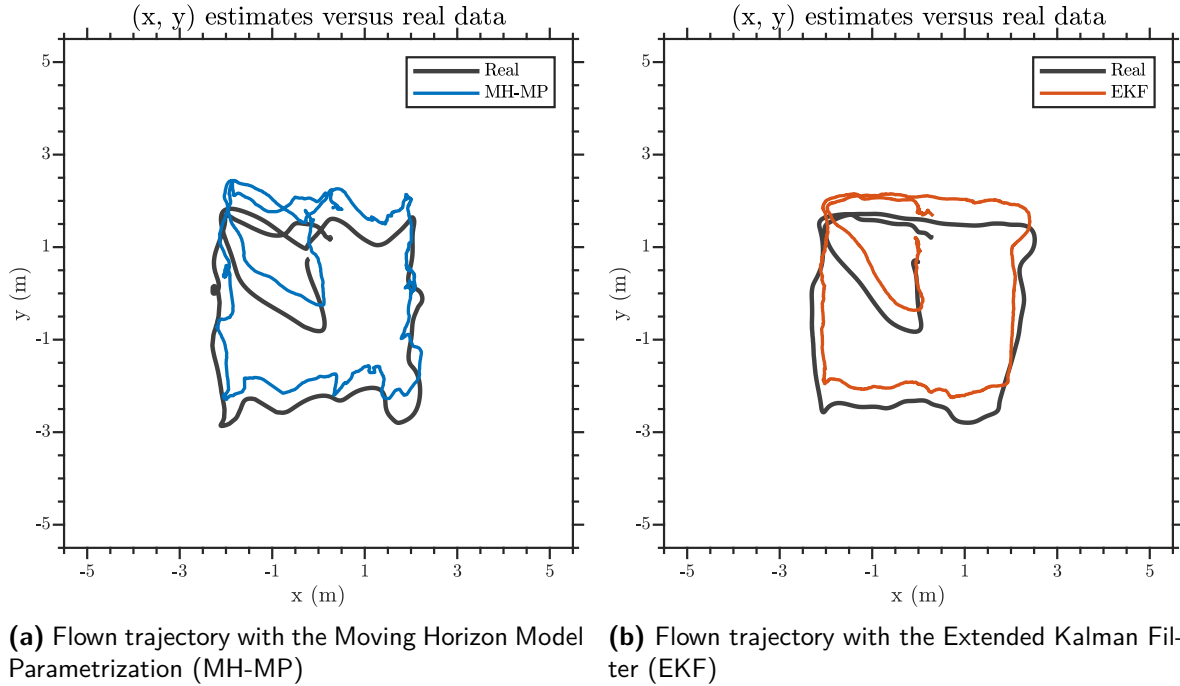 (x, y) estimates versus real data
Real
MH-MP
5
3
1
-1
-3
-5
y (m)
-5
-3
-1
1
3
5
x (m)
(x, y) estimates versus real data
Real
EKF
5
3
1
-1
-3
-5
y (m)
-5
-3
-1
1
3
5
x (m)
(a) Flown trajectory with the Moving Horizon Model
Parametrization (MH-MP)
(b) Flown trajectory with the Extended Kalman Fil-
ter (EKF)